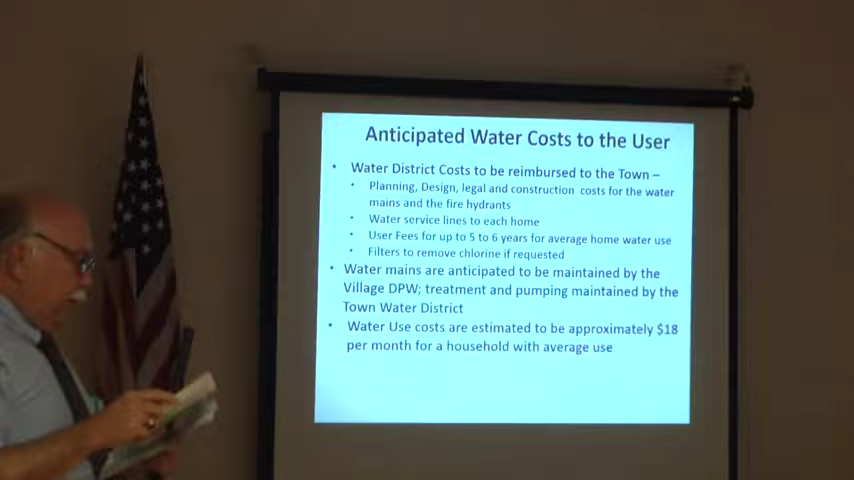 Anticipated Water Costs to the User
• Water District Costs to be reimbursed to the Town –
• Planning, Design, legal and construction costs for the water
mains and the fire hydrants
• Water service lines to each home
• User Fees for up to 5 to 6 years for average home water use
• Filters to remove chlorine if requested
• Water mains are anticipated to be maintained by the
Village DPW; treatment and pumping maintained by the
Town Water District
• Water Use costs are estimated to be approximately $18
per month for a household with average use